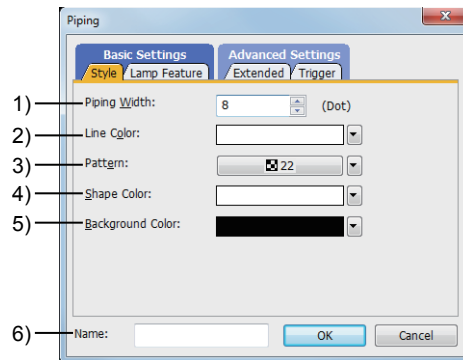 Piping
Basic Settings Advanced Settings
Style Lamp Feature Extended Trigger
1) Piping Width: 8 (Dot)
2) Line Color:
3) Pattern: 22
4) Shape Color:
5) Background Color:
6) Name: OK Cancel